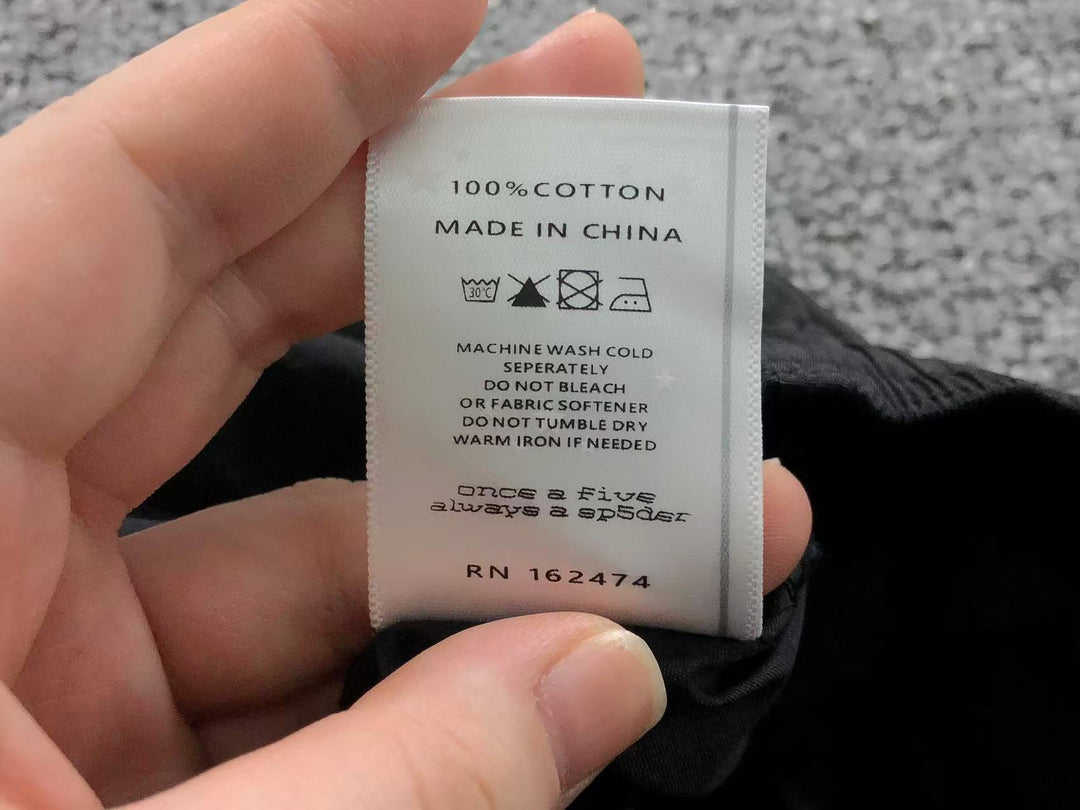 100% COTTON
MADE IN CHINA
30°C
MACHINE WASH COLD
SEPERATELY
DO NOT BLEACH
OR FABRIC SOFTENER
DO NOT TUMBLE DRY
WARM IRON IF NEEDED
once a five
always a sp5der
RN 162474